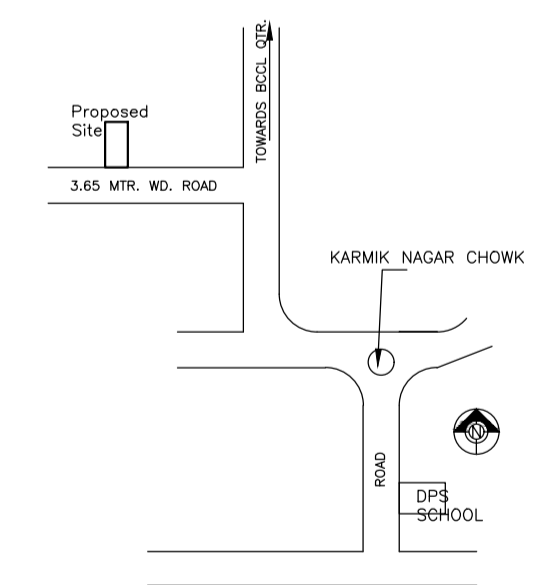 TOWARDS BCCL QTR.
Proposed
Site
3.65 MTR. WD. ROAD
KARMIK NAGAR CHOWK
N
ROAD
DPS
SCHOOL